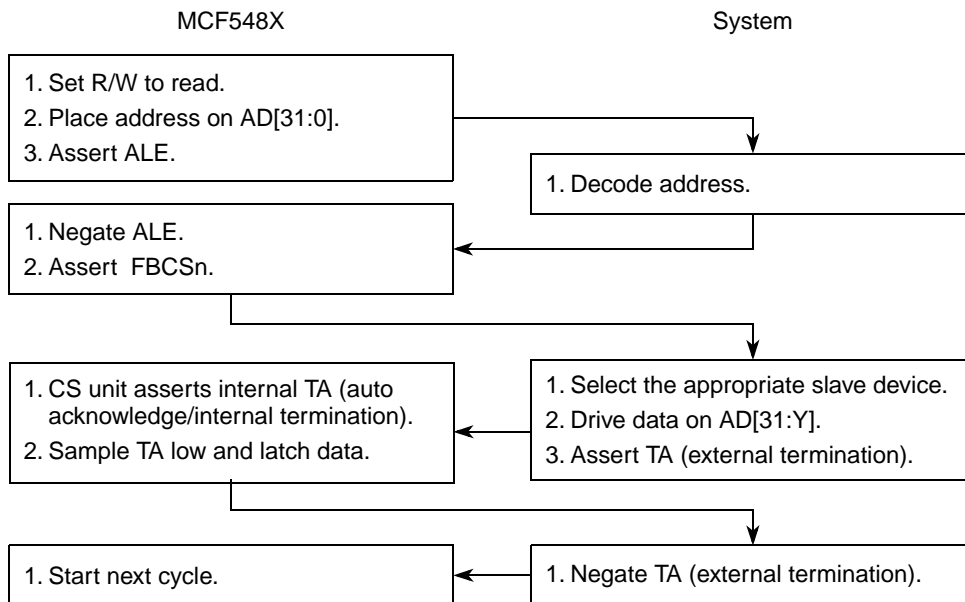 MCF548X
System
1. Set R/W to read.
2. Place address on AD[31:0].
3. Assert ALE.
1. Decode address.
1. Negate ALE.
2. Assert FBCSn.
1. Select the appropriate slave device.
2. Drive data on AD[31:Y].
3. Assert TA (external termination).
1. CS unit asserts internal TA (auto
acknowledge/internal termination).
2. Sample TA low and latch data.
1. Negate TA (external termination).
1. Start next cycle.